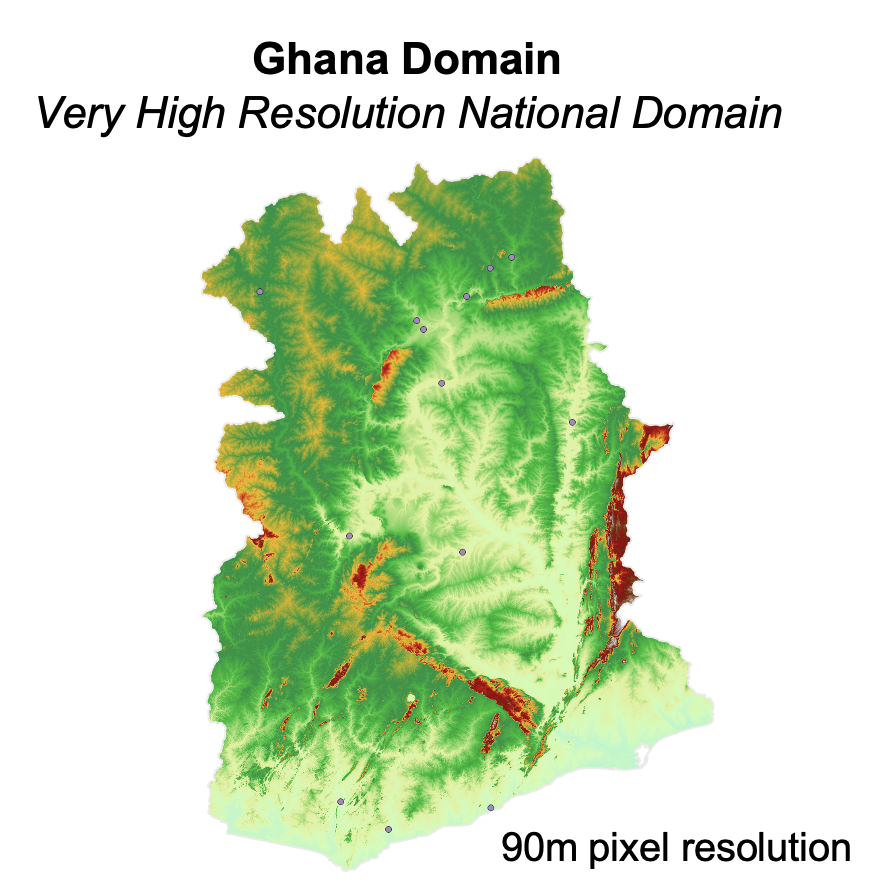 Ghana Domain
Very High Resolution National Domain
90m pixel resolution